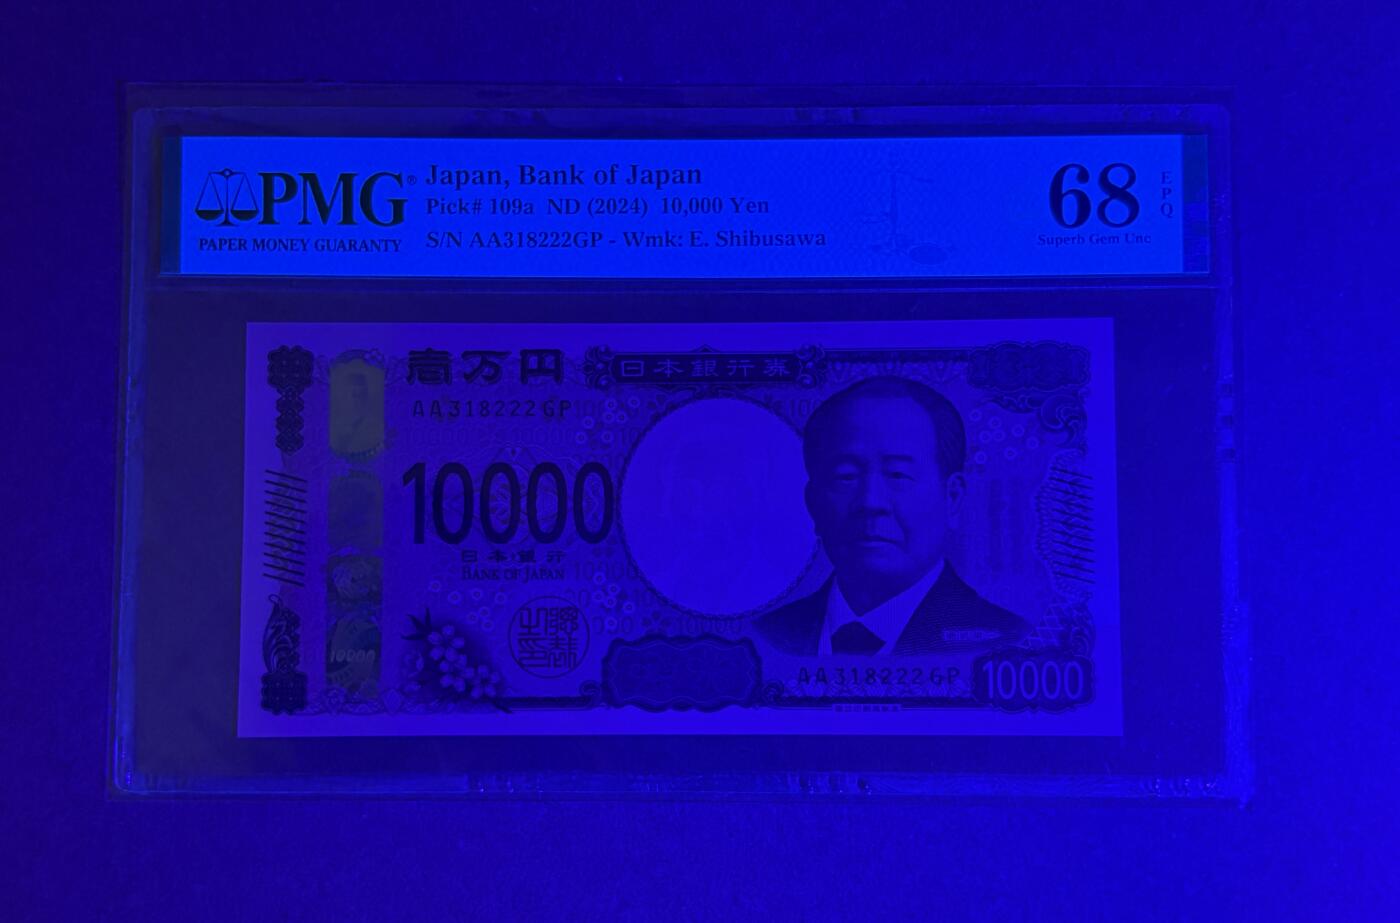 PMG®
PAPER MONEY GUARANTY
Japan, Bank of Japan
Pick# 109a ND (2024) 10,000 Yen
S/N AA318222GP - Wmk: E. Shibusawa
68
EPQ
Superb Gem Unc
壱万円
日本銀行券
AA318222GP
10000
日本銀行
BANK OF JAPAN
10000
AA318222GP
10000